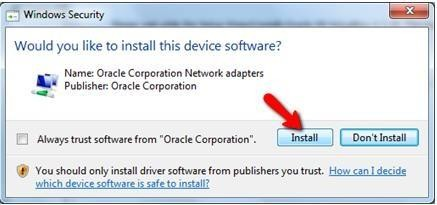 Windows Security
Would you like to install this device software?
Name: Oracle Corporation Network adapters
Publisher: Oracle Corporation
Always trust software from "Oracle Corporation".
Install
Don't Install
You should only install driver software from publishers you trust. How can I decide
which device software is safe to install?